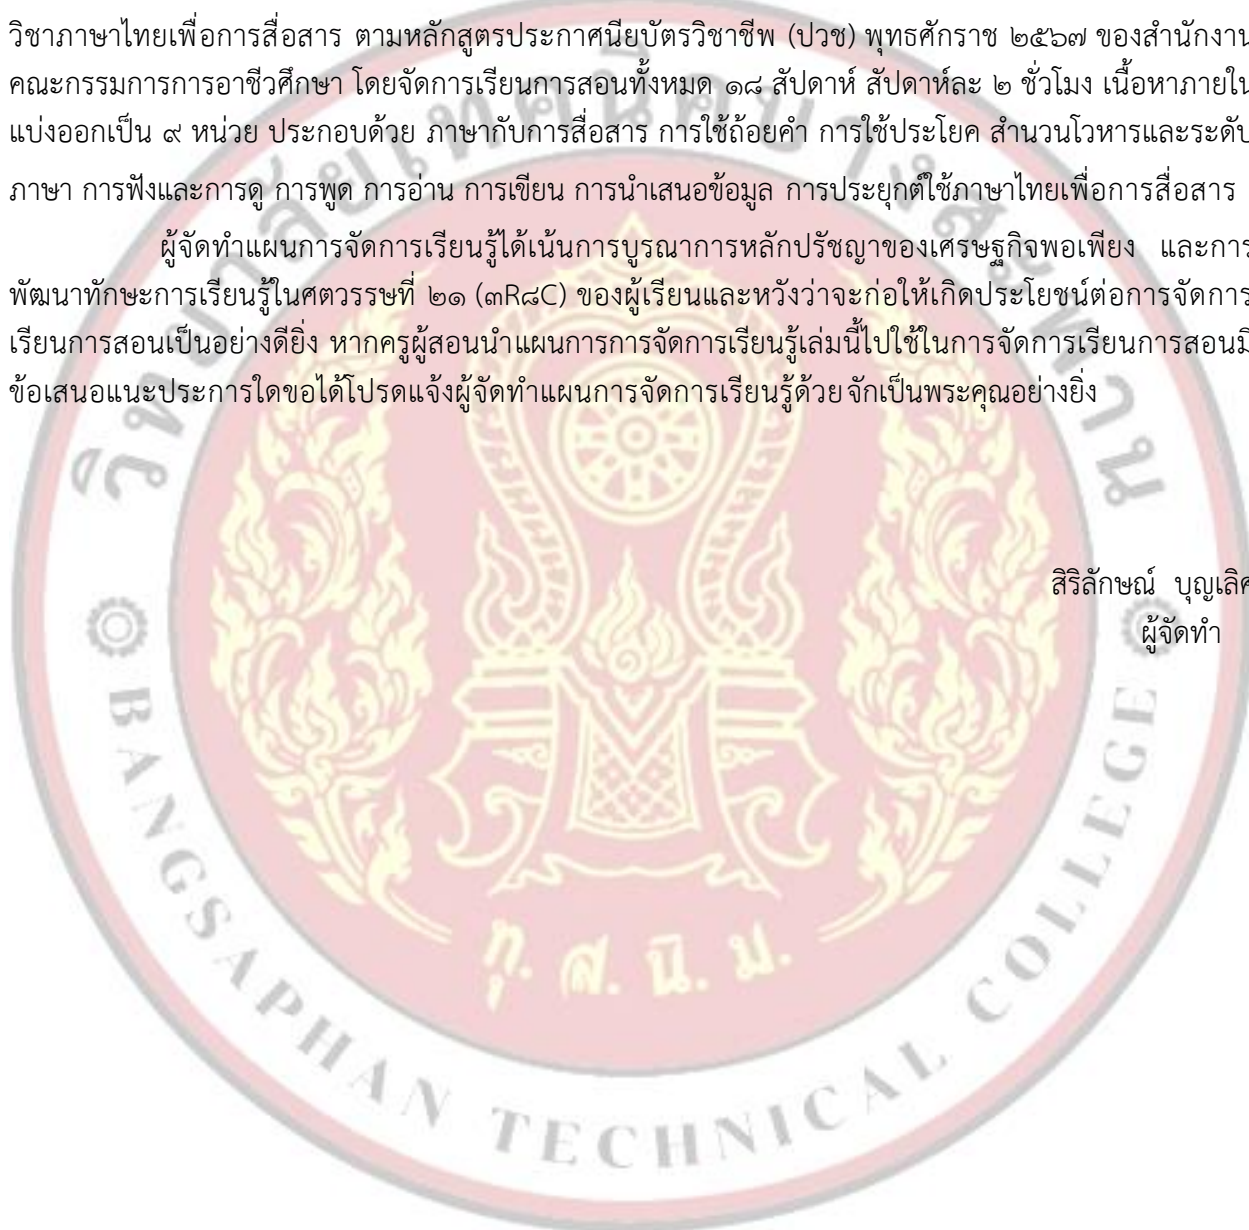 วิชาภาษาไทยเพื่อการสื่อสาร ตามหลักสูตรประกาศนียบัตรวิชาชีพ (ปวช) พุทธศักราช ๒๕๖๗ ของสำนักงาน
คณะกรรมการการอาชีวศึกษา โดยจัดการเรียนการสอนทั้งหมด ๑๘ สัปดาห์ สัปดาห์ละ ๒ ชั่วโมง เนื้อหาภายใน
แบ่งออกเป็น ๙ หน่วย ประกอบด้วย ภาษากับการสื่อสาร การใช้ถ้อยคำ การใช้ประโยค สำนวนโวหารและระดับ
ภาษา การฟังและการดู การพูด การอ่าน การเขียน การนำเสนอข้อมูล การประยุกต์ใช้ภาษาไทยเพื่อการสื่อสาร
ผู้จัดทำแผนการจัดการเรียนรู้ได้เน้นการบูรณาการหลักปรัชญาของเศรษฐกิจพอเพียง และการ
พัฒนาทักษะการเรียนรู้ในศตวรรษที่ ๒๑ (๓R๘C) ของผู้เรียนและหวังว่าจะก่อให้เกิดประโยชน์ต่อการจัดการ
เรียนการสอนเป็นอย่างดียิ่ง หากครูผู้สอนนำแผนการการจัดการเรียนรู้เล่มนี้ไปใช้ในการจัดการเรียนการสอนมี
ข้อเสนอแนะประการใดขอได้โปรดแจ้งผู้จัดทำแผนการจัดการเรียนรู้ด้วย จักเป็นพระคุณอย่างยิ่ง
สิริลักษณ์ บุญเลิศ
ผู้จัดทำ
วิทยาลัยเทคนิคบางสะพาน
ทุ. ส. นิ. ม.
BANGSAPHAN TECHNICAL COLLEGE